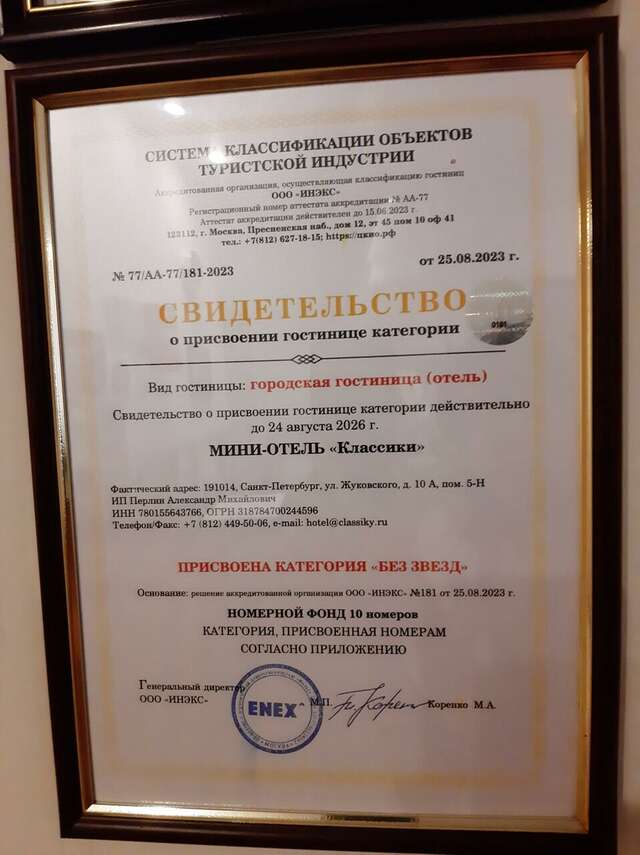 СИСТЕМА КЛАССИФИКАЦИИ ОБЪЕКТОВ
ТУРИСТСКОЙ ИНДУСТРИИ
Аккредитованная организация, осуществляющая классификацию гостиниц
ООО «ИНЭКС»
Регистрационный номер аттестата аккредитации № АА-77
Аттестат аккредитации действителен до 15.06 2023 г.
123112, г. Москва, Пресненская наб., дом 12, эт 45 пом 10 оф 41
тел.: +7(812) 627-18-15; https://цкио.рф
№ 77/АА-77/181-2023
от 25.08.2023 г.
СВИДЕТЕЛЬСТВО
0181
о присвоении гостинице категории
Вид гостиницы: городская гостиница (отель)
Свидетельство о присвоении гостинице категории действительно
до 24 августа 2026 г.
МИНИ-ОТЕЛЬ «Классики»
Фактический адрес: 191014, Санкт-Петербург, ул. Жуковского, д. 10 А, пом. 5-Н
ИП Перлин Александр Михайлович
ИНН 780155643766, ОГРН 318784700244596
Телефон/Факс: +7 (812) 449-50-06, e-mail: hotel@classiky.ru
ПРИСВОЕНА КАТЕГОРИЯ «БЕЗ ЗВЕЗД»
Основание: решение аккредитованной организации ООО «ИНЭКС» №181 от 25.08.2023 г.
НОМЕРНОЙ ФОНД 10 номеров
КАТЕГОРИЯ, ПРИСВОЕННАЯ НОМЕРАМ
СОГЛАСНО ПРИЛОЖЕНИЮ
Генеральный директор
ООО «ИНЭКС»
ENEX
М.П.
Коренко М.А.
МОСКВА